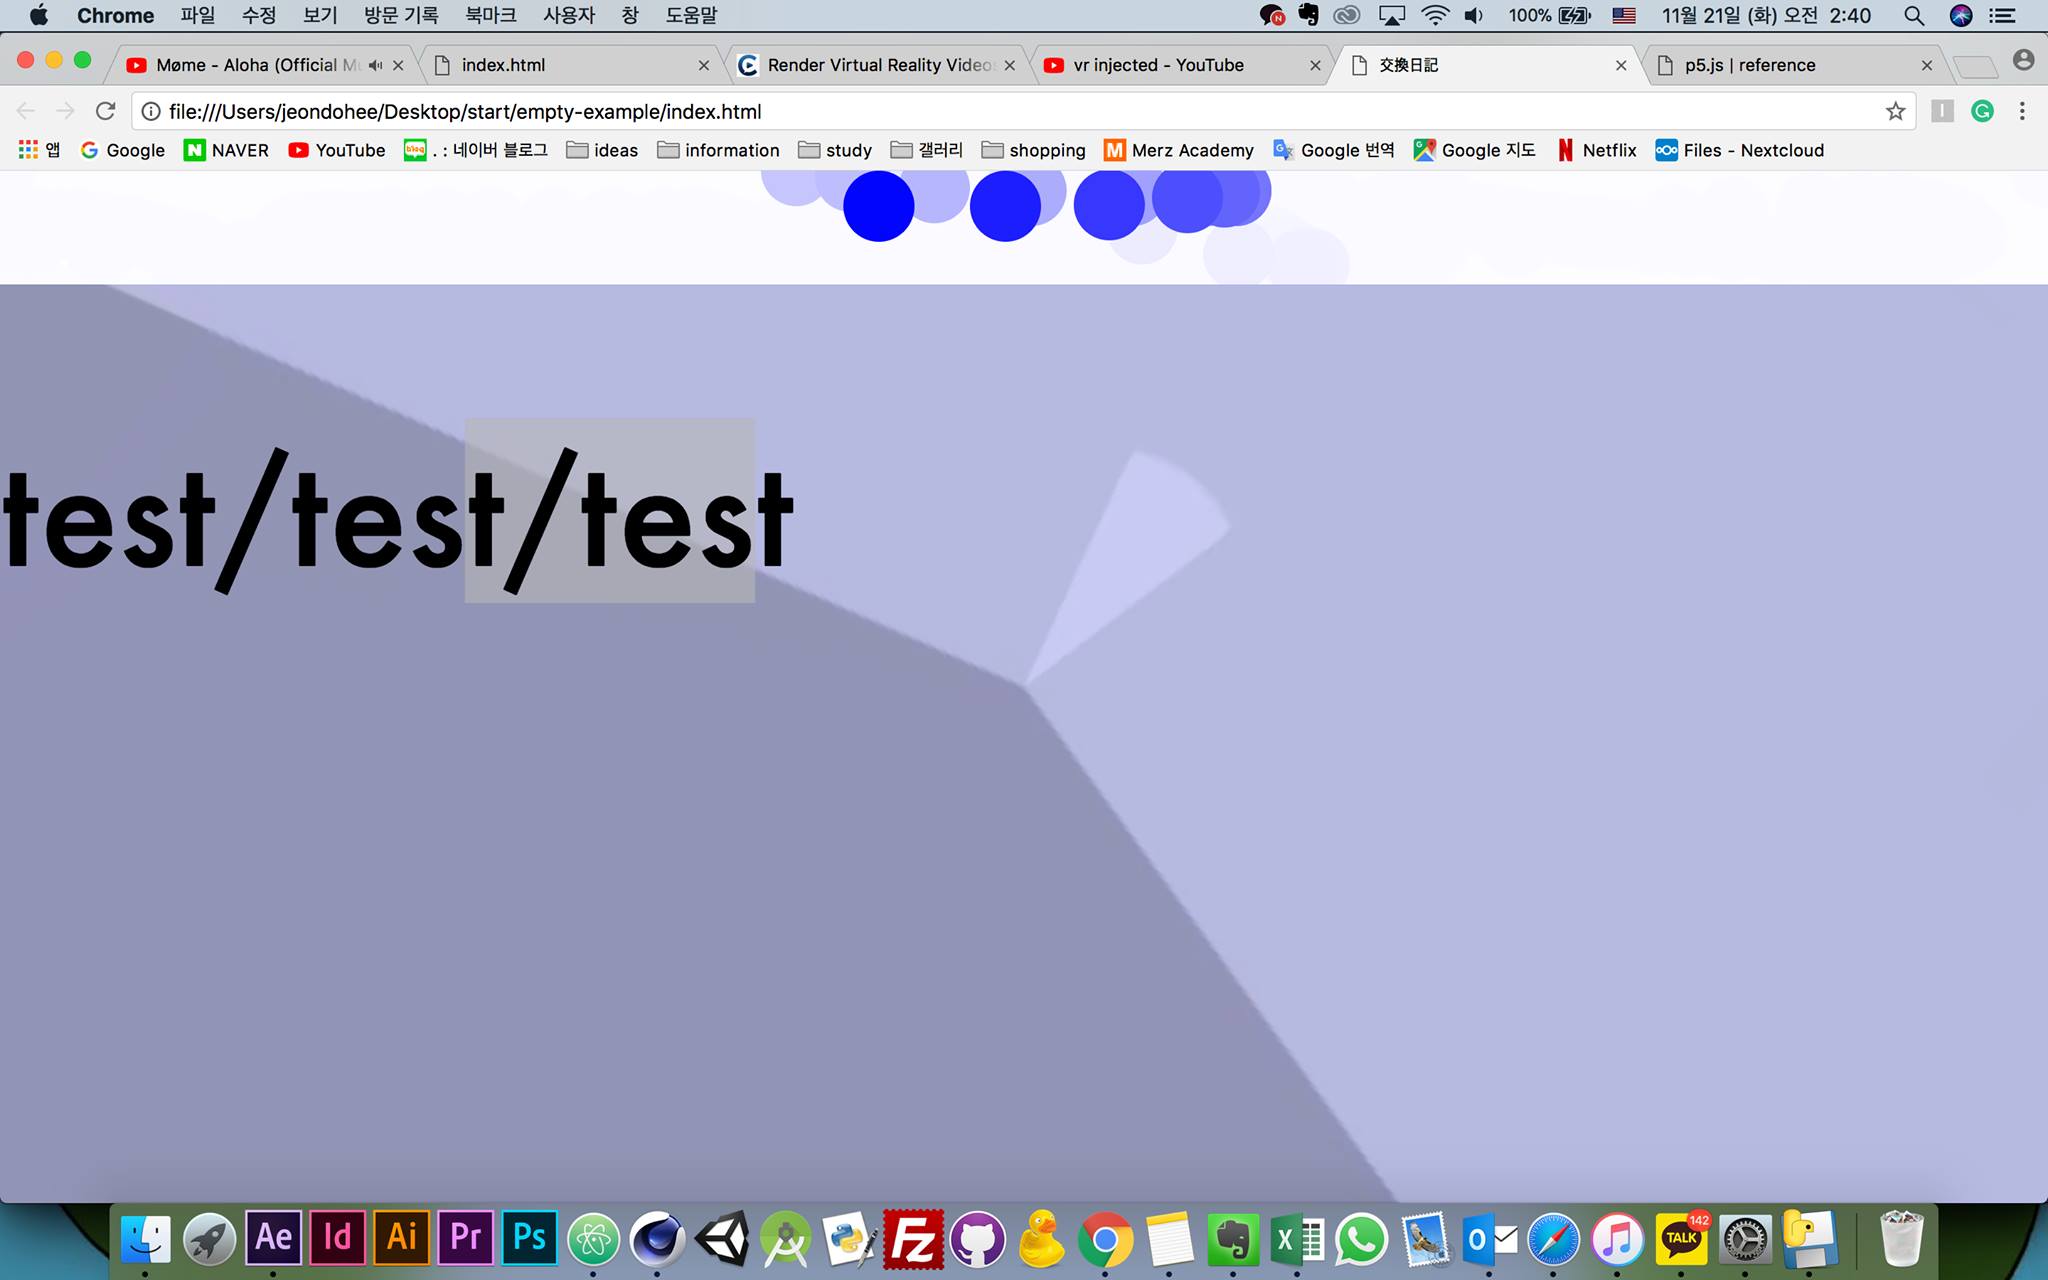 Chrome 파일 수정 보기 방문 기록 북마크 사용자 창 도움말 100% 11월 21일 (화) 오전 2:40
Møme - Aloha (Official Mu index.html Render Virtual Reality Videos vr injected - YouTube 交換日記 p5.js | reference
file:///Users/jeondohee/Desktop/start/empty-example/index.html
앱 Google NAVER YouTube blog . : 네이버 블로그 ideas information study 갤러리 shopping Merz Academy Google 번역 Google 지도 Netflix Files - Nextcloud
test/test/test
Ae Id Ai Pr Ps Fz X O TALK 142